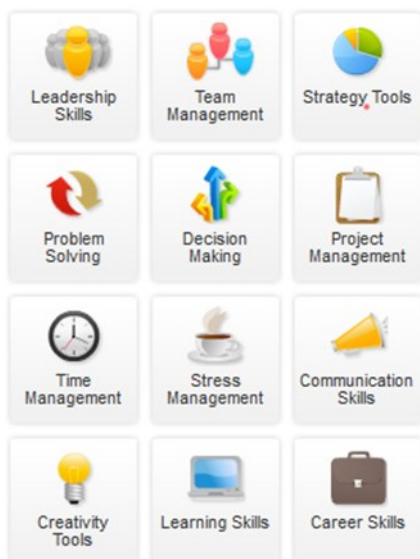 Leadership
Skills
Team
Management
Strategy Tools
Problem
Solving
Decision
Making
Project
Management
Time
Management
Stress
Management
Communication
Skills
Creativity
Tools
Learning Skills
Career Skills